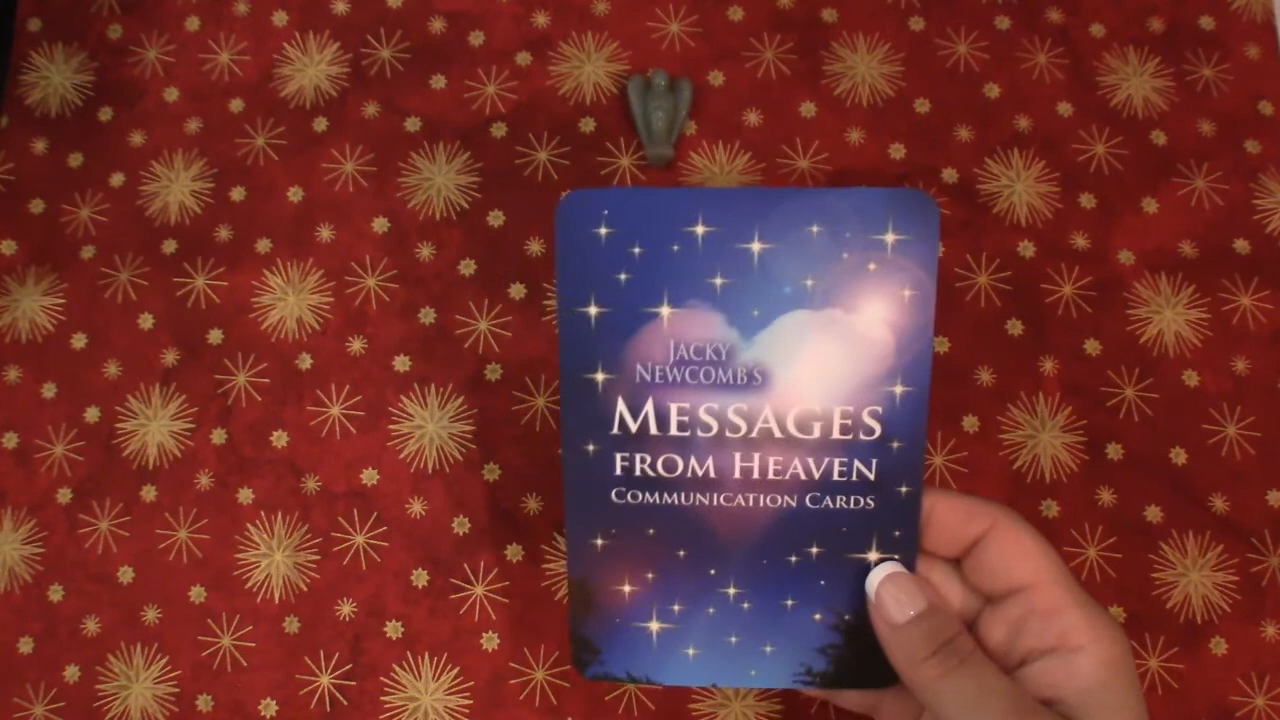 Jacky
Newcomb's
Messages
from Heaven
Communication Cards